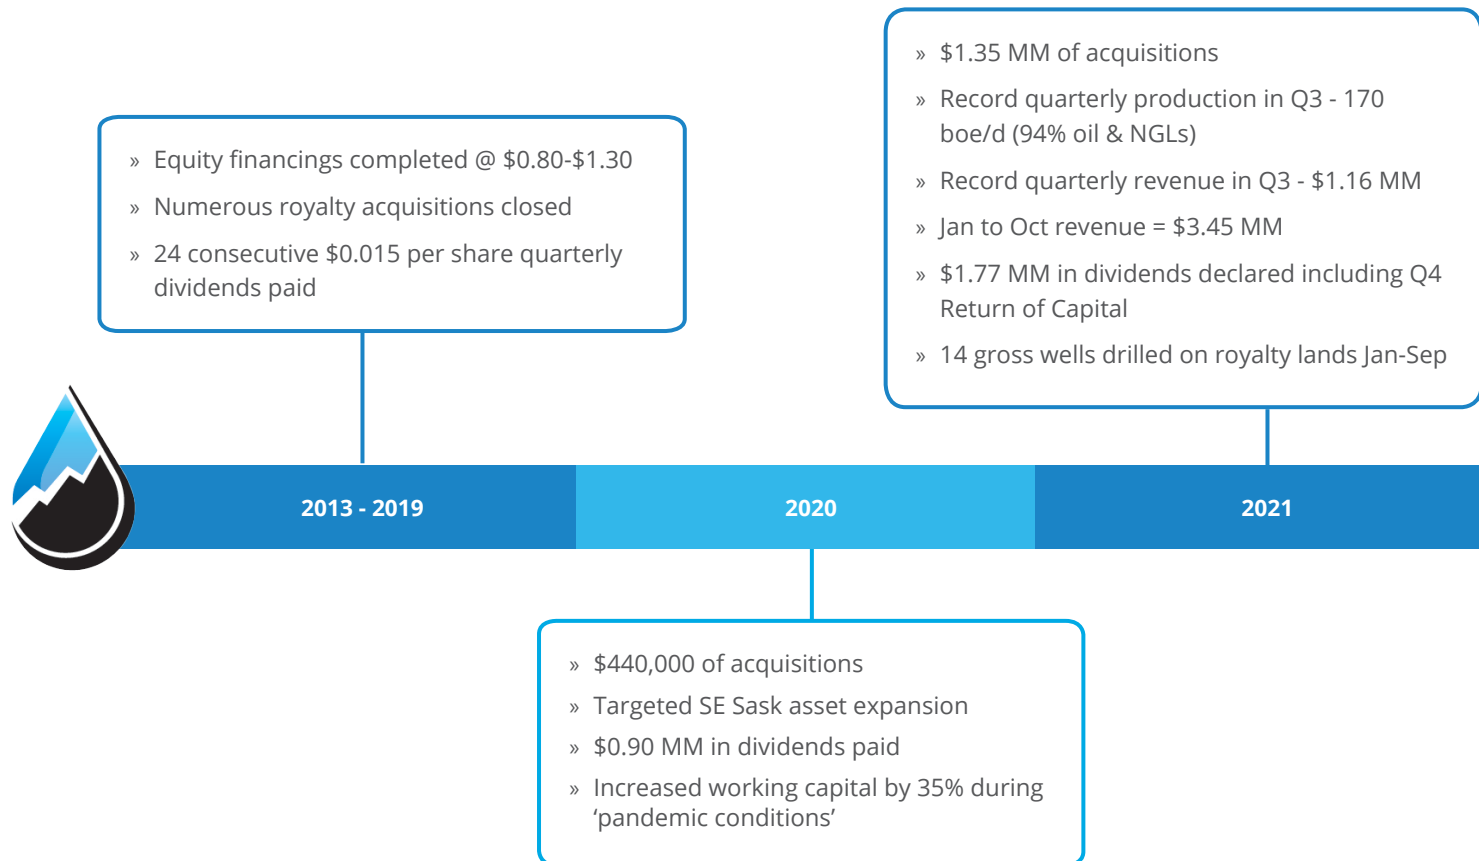 » Equity financings completed @ $0.80-$1.30
» Numerous royalty acquisitions closed
» 24 consecutive $0.015 per share quarterly
dividends paid
2013 - 2019
2020
» $440,000 of acquisitions
» Targeted SE Sask asset expansion
» $0.90 MM in dividends paid
» Increased working capital by 35% during
‘pandemic conditions’
» $1.35 MM of acquisitions
» Record quarterly production in Q3 - 170
boe/d (94% oil & NGLs)
» Record quarterly revenue in Q3 - $1.16 MM
» Jan to Oct revenue = $3.45 MM
» $1.77 MM in dividends declared including Q4
Return of Capital
» 14 gross wells drilled on royalty lands Jan-Sep
2021